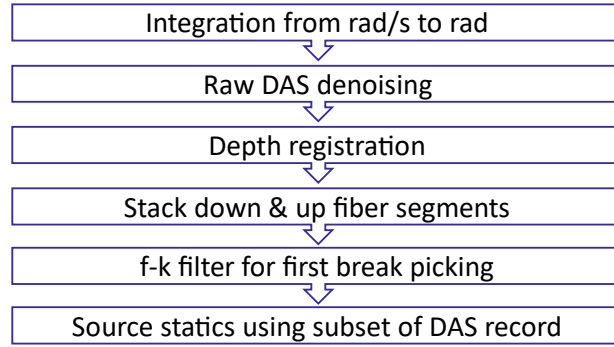 Integration from rad/s to rad
Raw DAS denoising
Depth registration
Stack down & up fiber segments
f-k filter for first break picking
Source statics using subset of DAS record